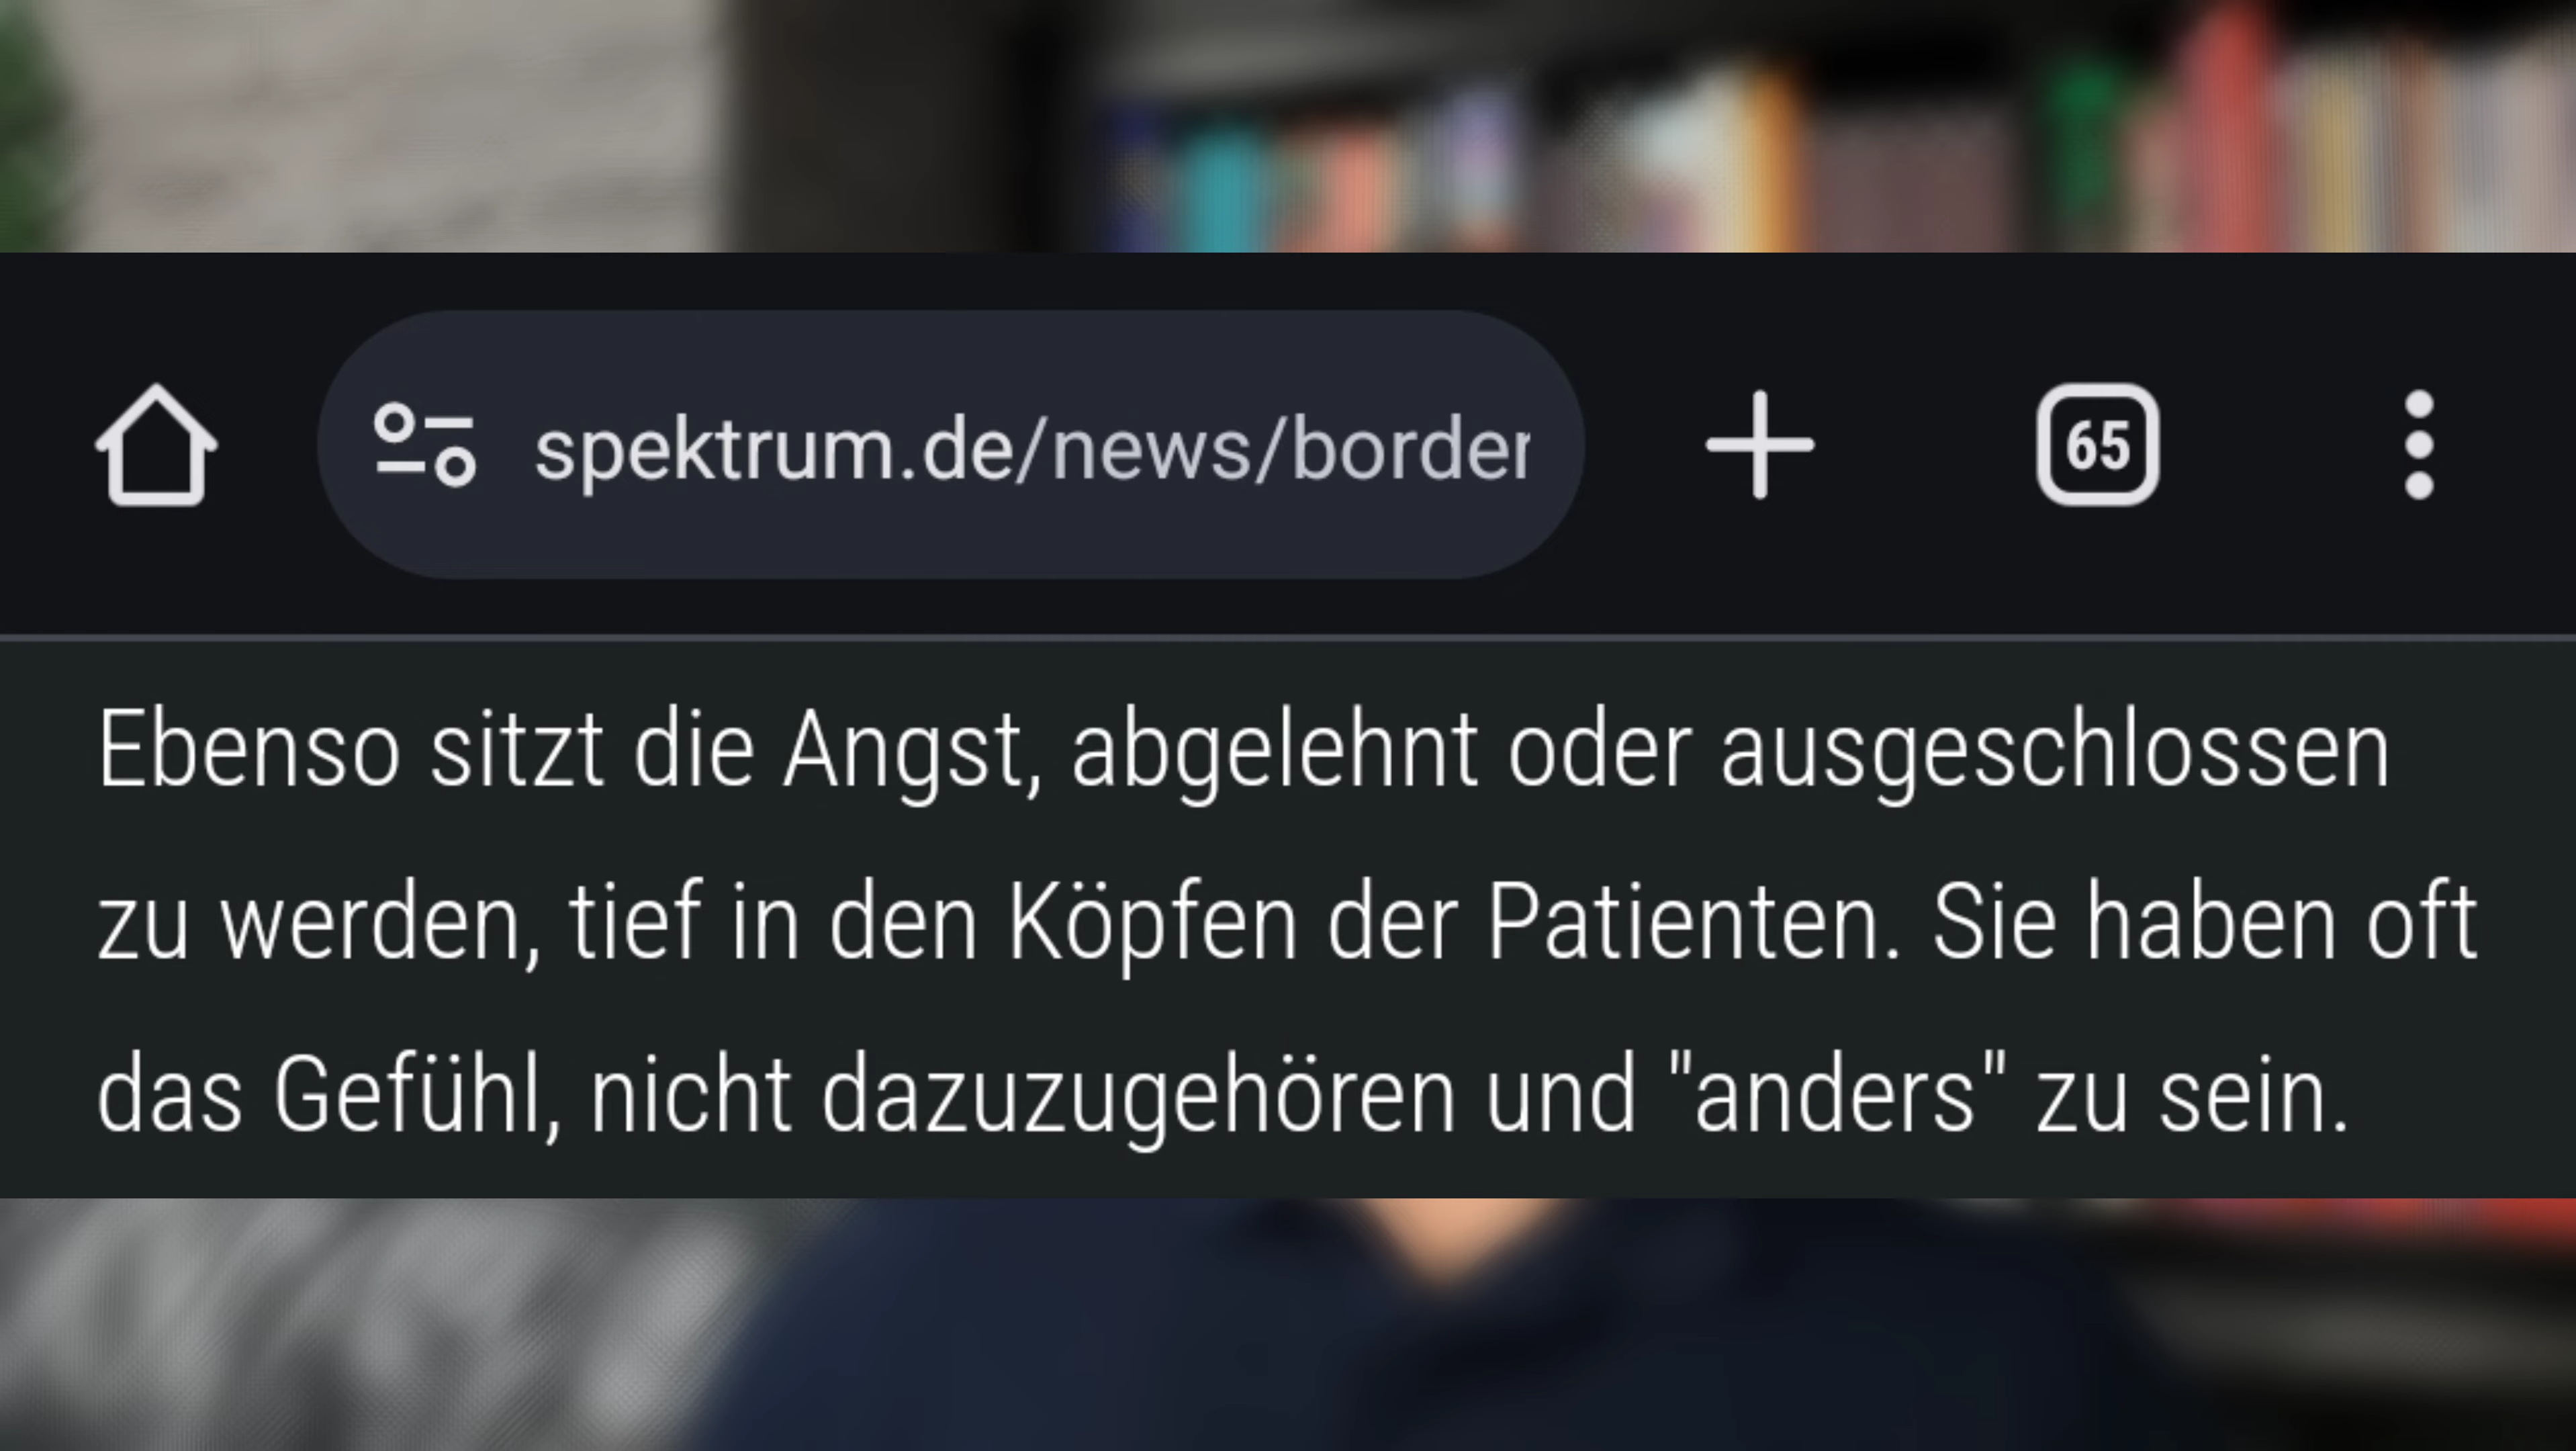 spektrum.de/news/border
65
Ebenso sitzt die Angst, abgelehnt oder ausgeschlossen
zu werden, tief in den Köpfen der Patienten. Sie haben oft
das Gefühl, nicht dazuzugehören und "anders" zu sein.